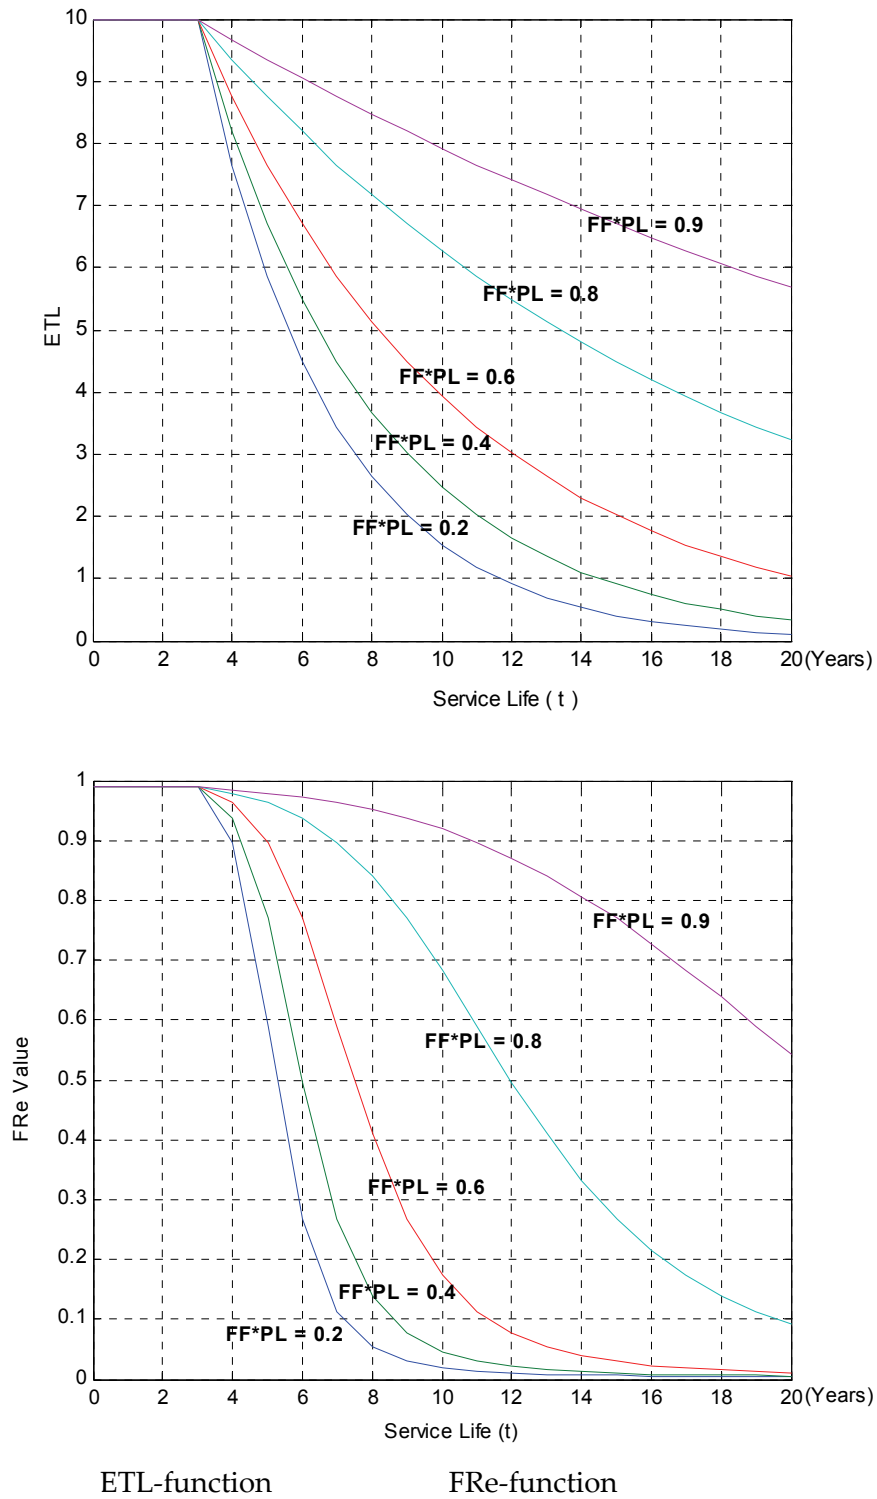 10
9
8
7
6
5
4
3
2
1
0
ETL
FF*PL = 0.9
FF*PL = 0.8
FF*PL = 0.6
FF*PL = 0.4
FF*PL = 0.2
0 2 4 6 8 10 12 14 16 18 20(Years)
Service Life ( t )
1
0.9
0.8
0.7
0.6
0.5
0.4
0.3
0.2
0.1
0
FRe Value
FF*PL = 0.9
FF*PL = 0.8
FF*PL = 0.6
FF*PL = 0.4
FF*PL = 0.2
0 2 4 6 8 10 12 14 16 18 20(Years)
Service Life (t)
ETL-function FRe-function